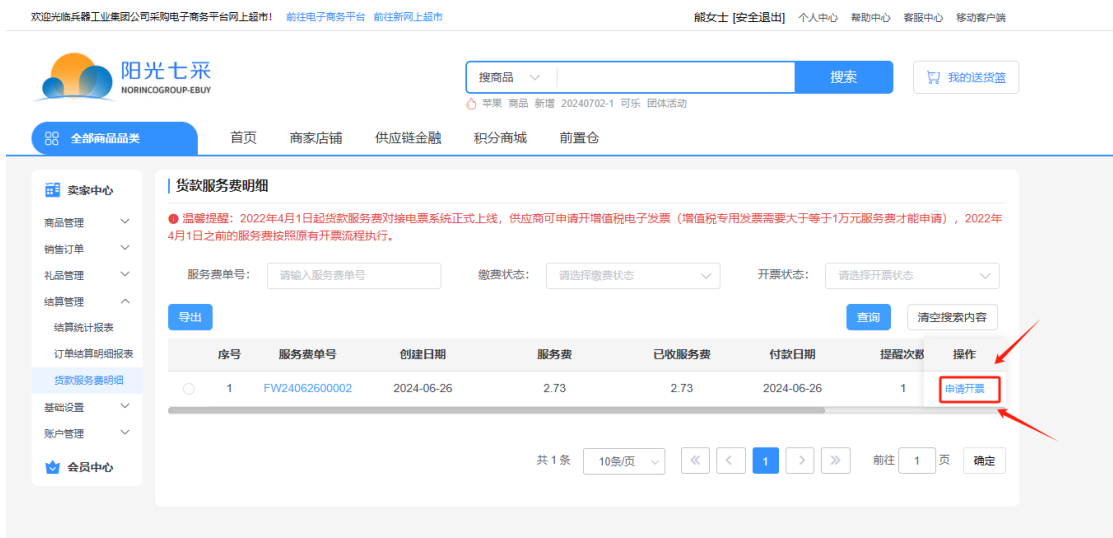 欢迎光临兵器工业集团公司采购电子商务平台网上超市! 前往电子商务平台 前往新网上超市
能女士 [安全退出] 个人中心 帮助中心 客服中心 移动客户端
阳光七采
NORINCOGROUP-EBUY
搜商品 搜索 我的送货篮
苹果 商品 新增 20240702-1 可乐 团体活动
全部商品品类 首页 商家店铺 供应链金融 积分商城 前置仓
卖家中心
商品管理
销售订单
礼品管理
结算管理
结算统计报表
订单结算明细报表
货款服务费明细
基础设置
账户管理
会员中心
货款服务费明细
温馨提醒:2022年4月1日起货款服务费对接电票系统正式上线,供应商可申请开增值税电子发票(增值税专用发票需要大于等于1万元服务费才能申请),2022年
4月1日之前的服务费按照原有开票流程执行。
服务费单号: 请输入服务费单号 缴费状态: 请选择缴费状态 开票状态: 请选择开票状态
导出 查询 清空搜索内容
序号 服务费单号 创建日期 服务费 已收服务费 付款日期 提醒次数 操作
1 FW24062600002 2024-06-26 2.73 2.73 2024-06-26 1 申请开票
共 1 条 10条/页 1 前往 1 页 确定